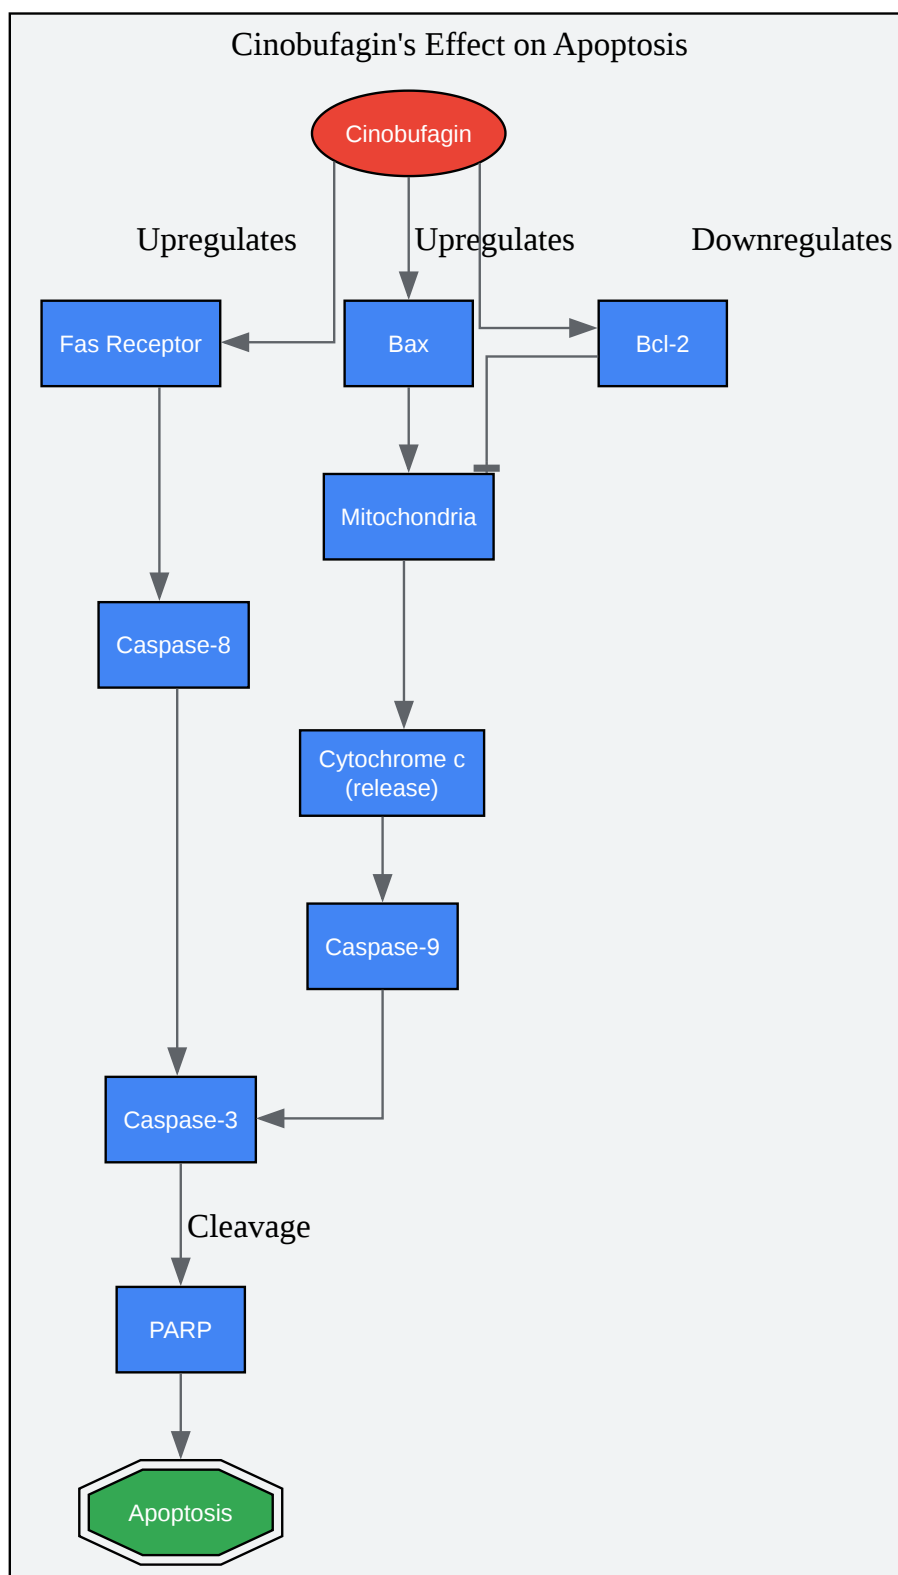 Cinobufagin's Effect on Apoptosis
Cinobufagin
Upregulates
Upregulates
Downregulates
Fas Receptor
Bax
Bcl-2
Mitochondria
Caspase-8
Cytochrome c
(release)
Caspase-9
Caspase-3
Cleavage
PARP
Apoptosis